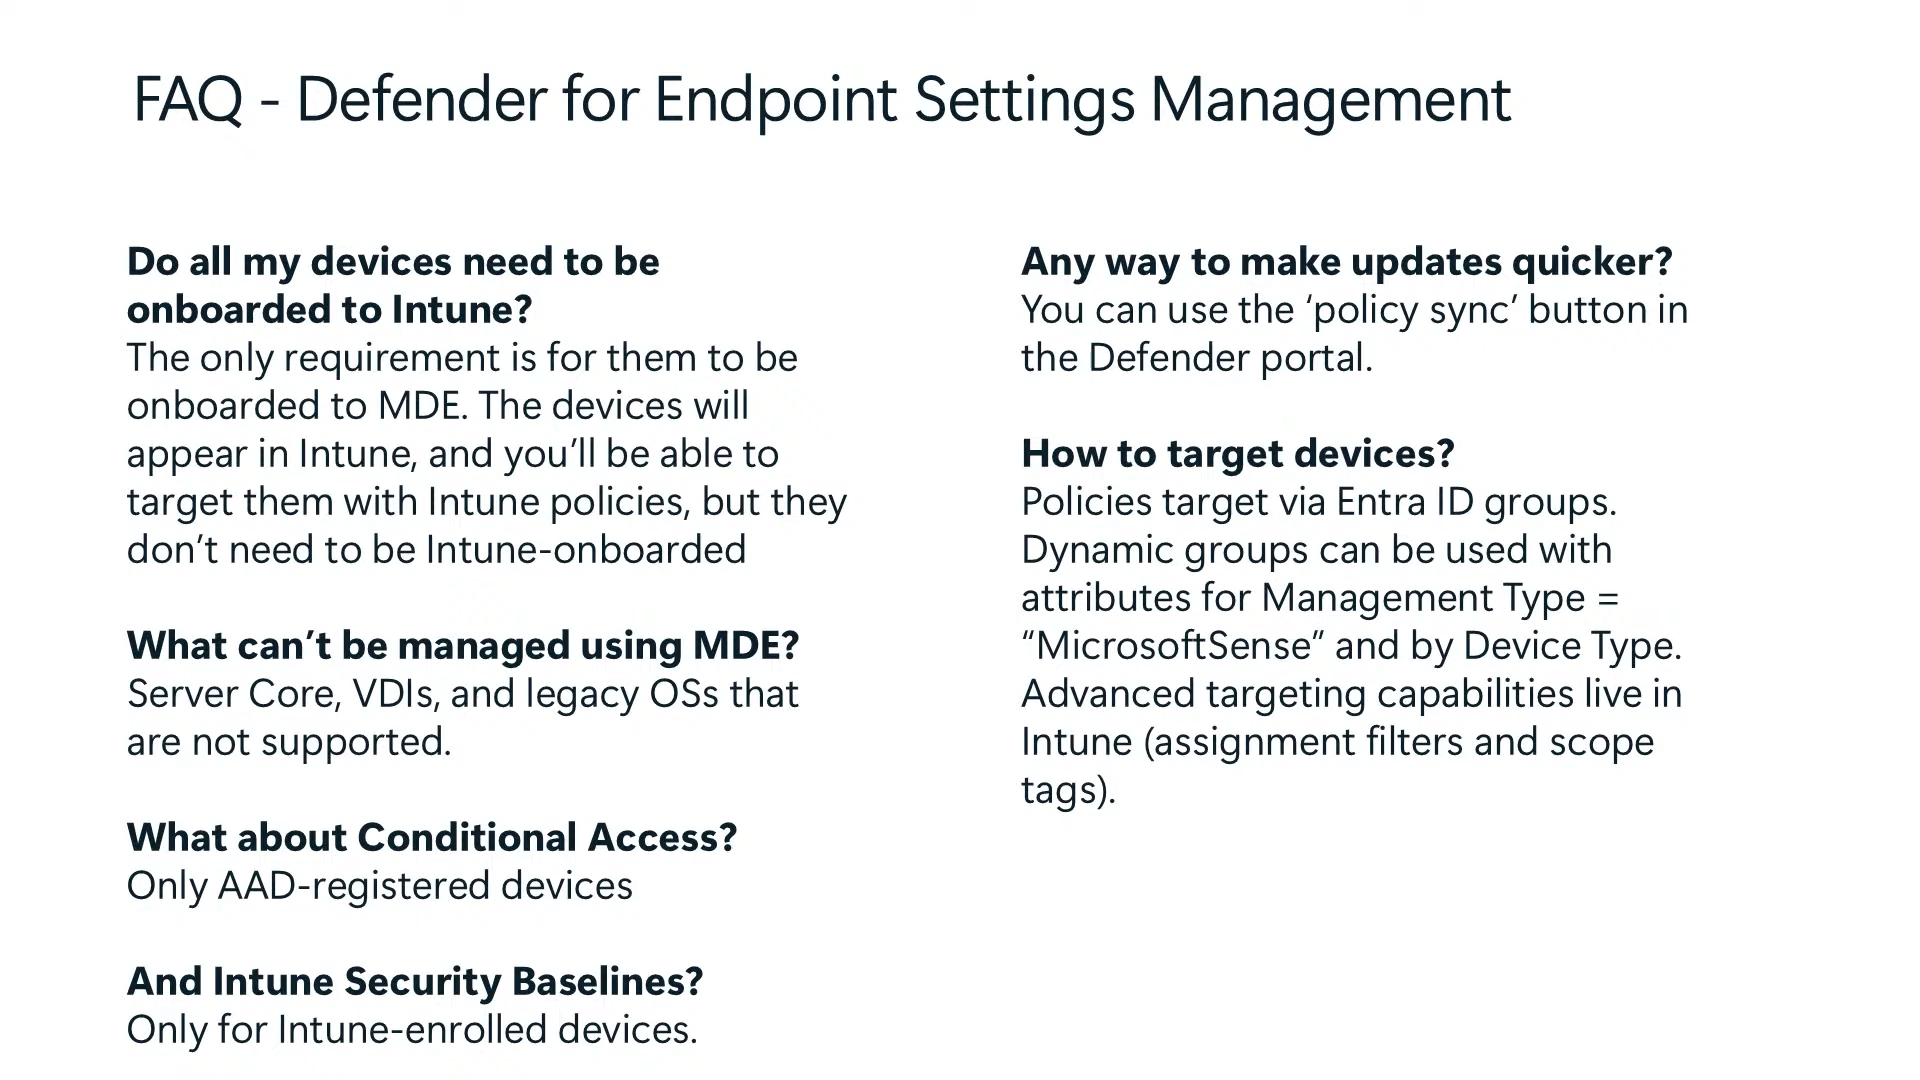 FAQ - Defender for Endpoint Settings Management
Do all my devices need to be
onboarded to Intune?
The only requirement is for them to be
onboarded to MDE. The devices will
appear in Intune, and you’ll be able to
target them with Intune policies, but they
don’t need to be Intune-onboarded
What can’t be managed using MDE?
Server Core, VDIs, and legacy OSs that
are not supported.
What about Conditional Access?
Only AAD-registered devices
And Intune Security Baselines?
Only for Intune-enrolled devices.
Any way to make updates quicker?
You can use the ‘policy sync’ button in
the Defender portal.
How to target devices?
Policies target via Entra ID groups.
Dynamic groups can be used with
attributes for Management Type =
“MicrosoftSense” and by Device Type.
Advanced targeting capabilities live in
Intune (assignment filters and scope
tags).